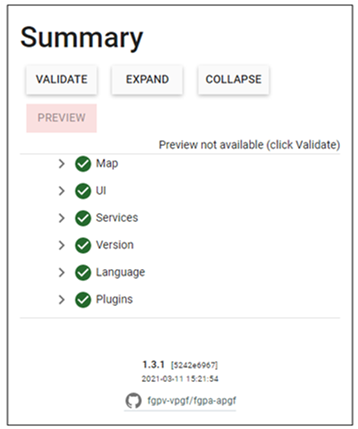 Summary
VALIDATE EXPAND COLLAPSE
PREVIEW
Preview not available (click Validate)
Map
UI
Services
Version
Language
Plugins
1.3.1 [5242e6967]
2021-03-11 15:21:54
fgpv-vpgf/fgpa-apgf